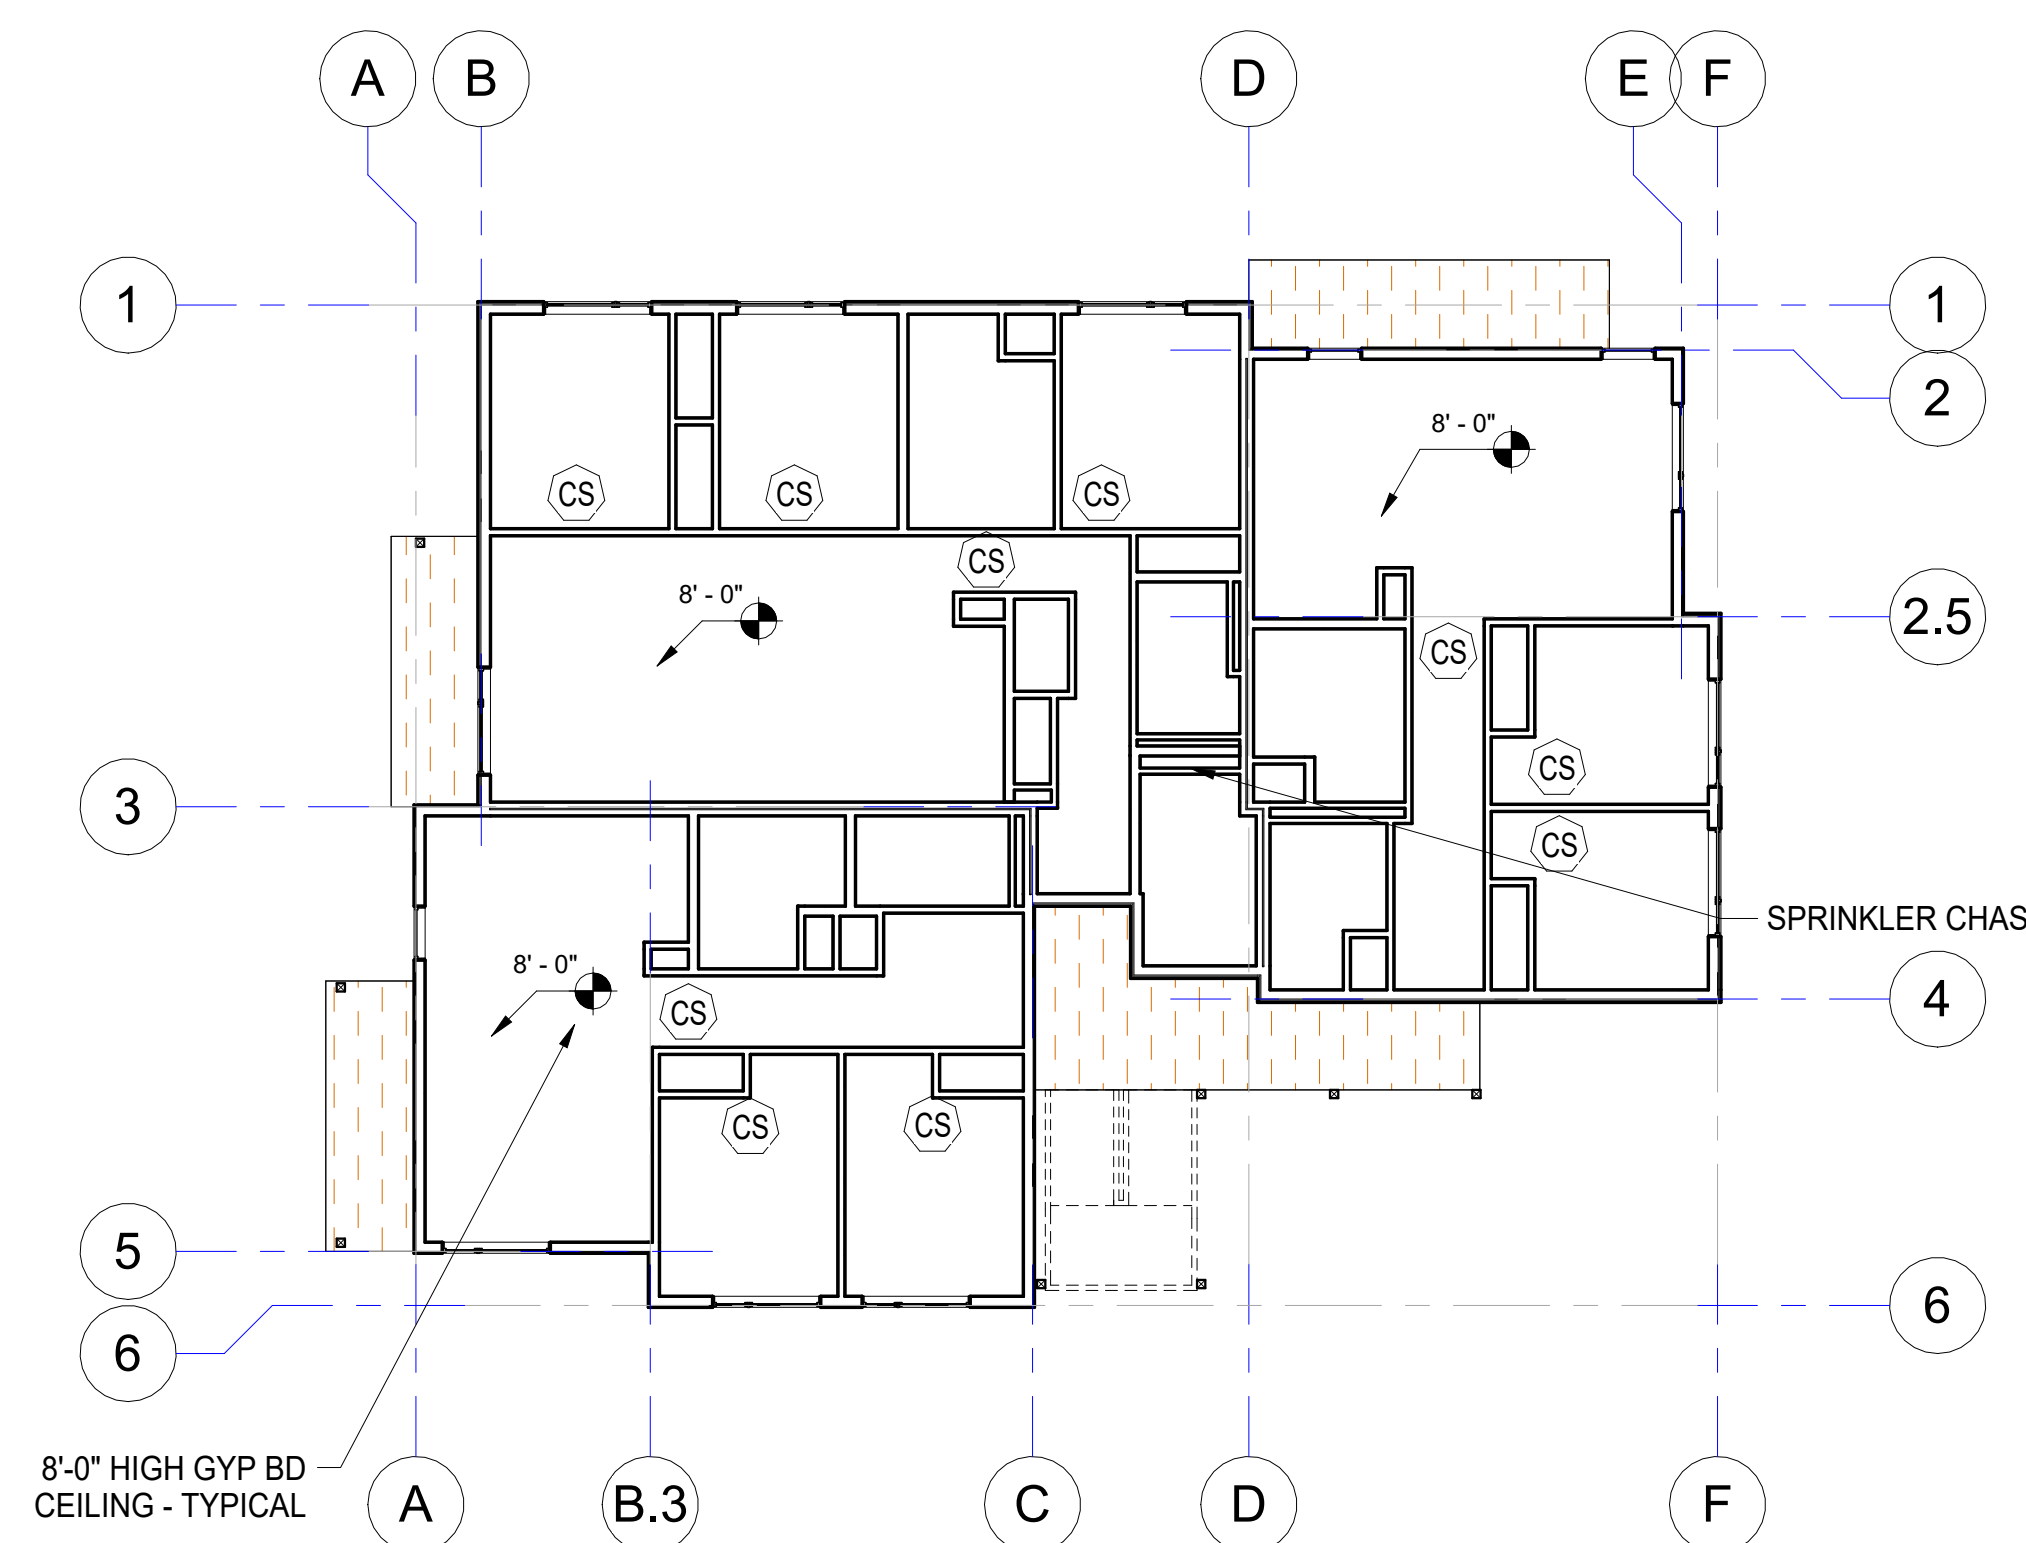 A
B
D
E
F
1
1
2
8' - 0"
CS
CS
CS
CS
8' - 0"
2.5
CS
CS
3
CS
SPRINKLER CHAS
8' - 0"
CS
4
CS
CS
5
6
6
8'-0" HIGH GYP BD
CEILING - TYPICAL
A
B.3
C
D
F